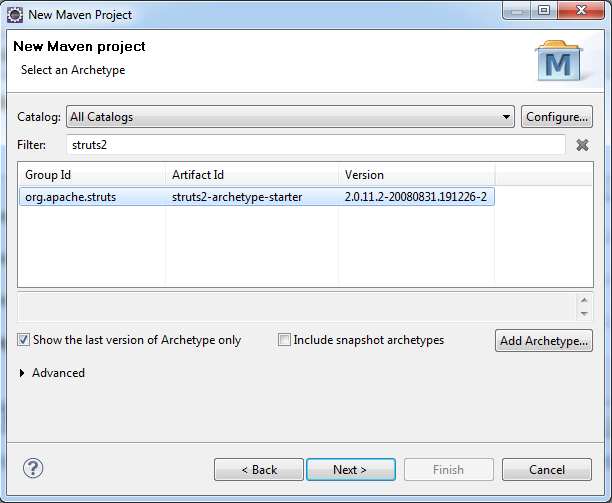 New Maven Project
New Maven project
Select an Archetype
M
Catalog: All Catalogs Configure...
Filter: struts2
Group Id Artifact Id Version
org.apache.struts struts2-archetype-starter 2.0.11.2-20080831.191226-2
Show the last version of Archetype only Include snapshot archetypes Add Archetype...
Advanced
? < Back Next > Finish Cancel